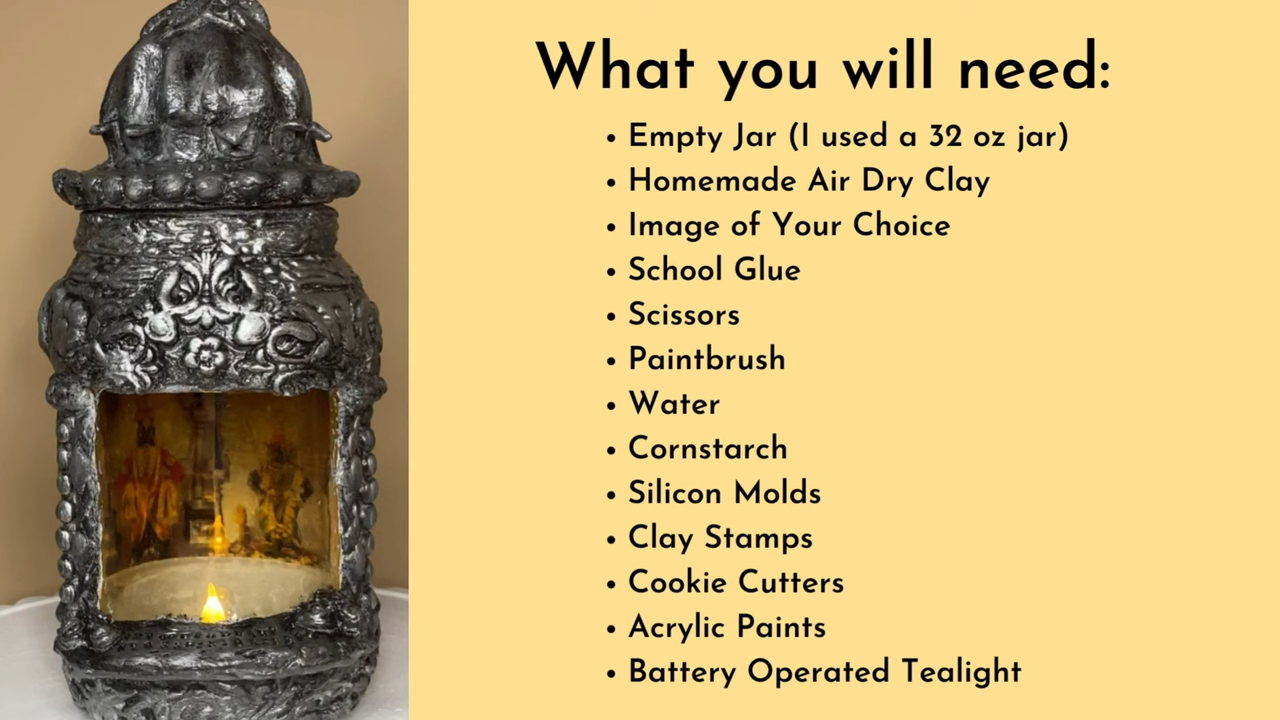 What you will need:
• Empty Jar (I used a 32 oz jar)
• Homemade Air Dry Clay
• Image of Your Choice
• School Glue
• Scissors
• Paintbrush
• Water
• Cornstarch
• Silicon Molds
• Clay Stamps
• Cookie Cutters
• Acrylic Paints
• Battery Operated Tealight